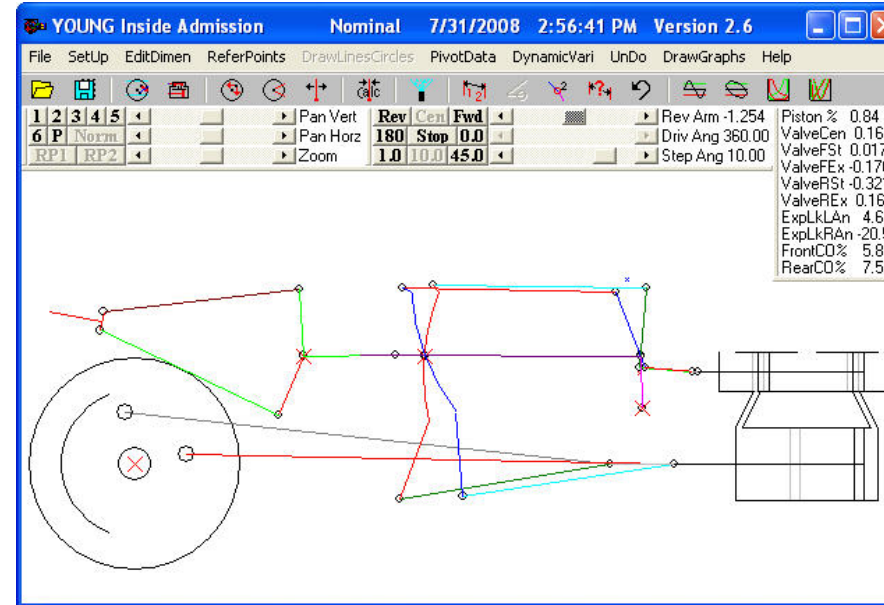 YOUNG Inside Admission Nominal 7/31/2008 2:56:41 PM Version 2.6
File SetUp EditDimen ReferPoints DrawLinesCircles PivotData DynamicVari UnDo DrawGraphs Help
calc
1 2 3 4 5 Pan Vert Rev Cen Fwd Rev Arm -1.254
6 P Norm Pan Horz 180 Stop 0.0 Driv Ang 360.00
RP1 RP2 Zoom 1.0 10.0 45.0 Step Ang 10.00
Piston % 0.84
ValveCen 0.16
ValveFSt 0.017
ValveFEx -0.170
ValveRSt -0.32
ValveREx 0.16
ExpLkLAn 4.6
ExpLkRAn -20.
FrontCO% 5.8
RearCO% 7.5